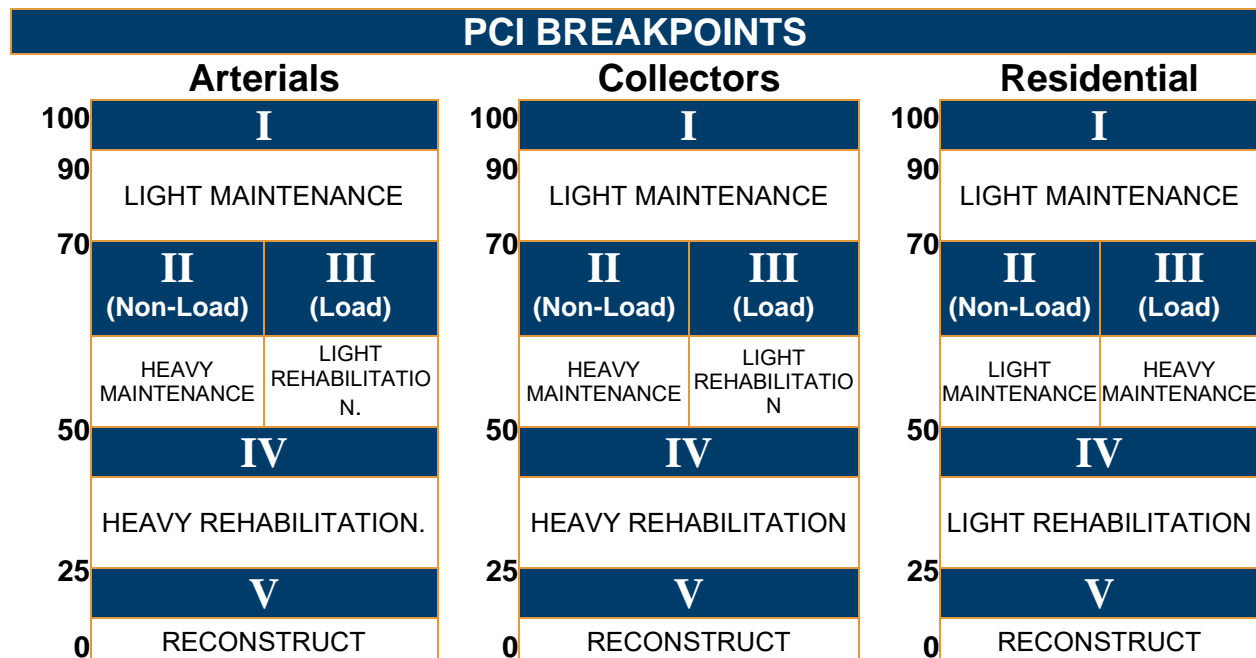 PCI BREAKPOINTS
Arterials
100
I
90
LIGHT MAINTENANCE
70
II
(Non-Load)
III
(Load)
HEAVY
MAINTENANCE
LIGHT
REHABILITATIO
N.
50
IV
HEAVY REHABILITATION.
25
V
0
RECONSTRUCT
Collectors
100
I
90
LIGHT MAINTENANCE
70
II
(Non-Load)
III
(Load)
HEAVY
MAINTENANCE
LIGHT
REHABILITATIO
N
50
IV
HEAVY REHABILITATION
25
V
0
RECONSTRUCT
Residential
100
I
90
LIGHT MAINTENANCE
70
II
(Non-Load)
III
(Load)
LIGHT
MAINTENANCE
HEAVY
MAINTENANCE
50
IV
LIGHT REHABILITATION
25
V
0
RECONSTRUCT